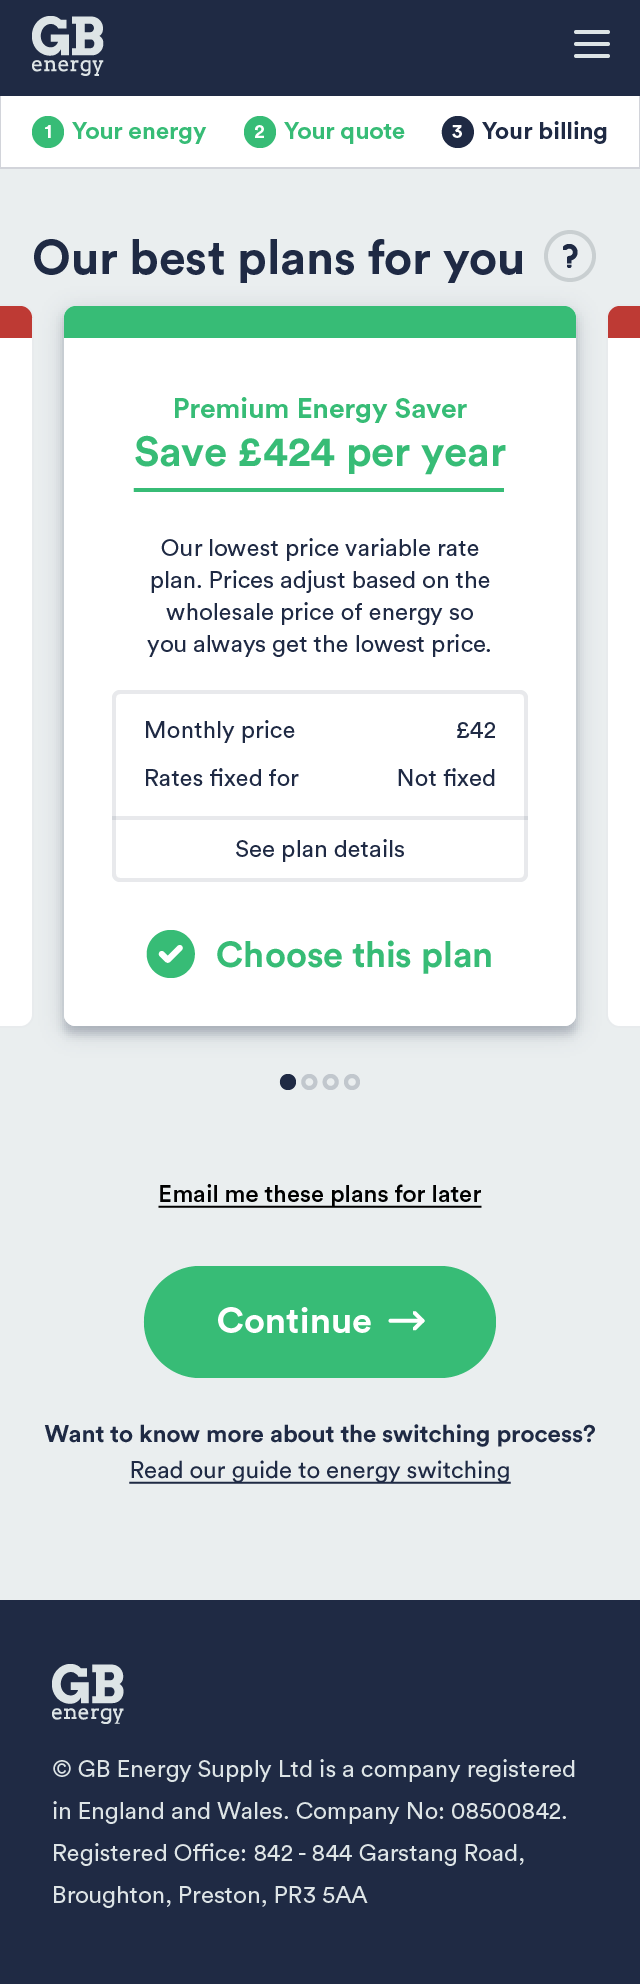 GB
energy
1 Your energy
2 Your quote
3 Your billing
Our best plans for you ?
Premium Energy Saver
Save £424 per year
Our lowest price variable rate
plan. Prices adjust based on the
wholesale price of energy so
you always get the lowest price.
Monthly price £42
Rates fixed for Not fixed
See plan details
Choose this plan
Email me these plans for later
Continue →
Want to know more about the switching process?
Read our guide to energy switching
GB
energy
© GB Energy Supply Ltd is a company registered
in England and Wales. Company No: 08500842.
Registered Office: 842 - 844 Garstang Road,
Broughton, Preston, PR3 5AA